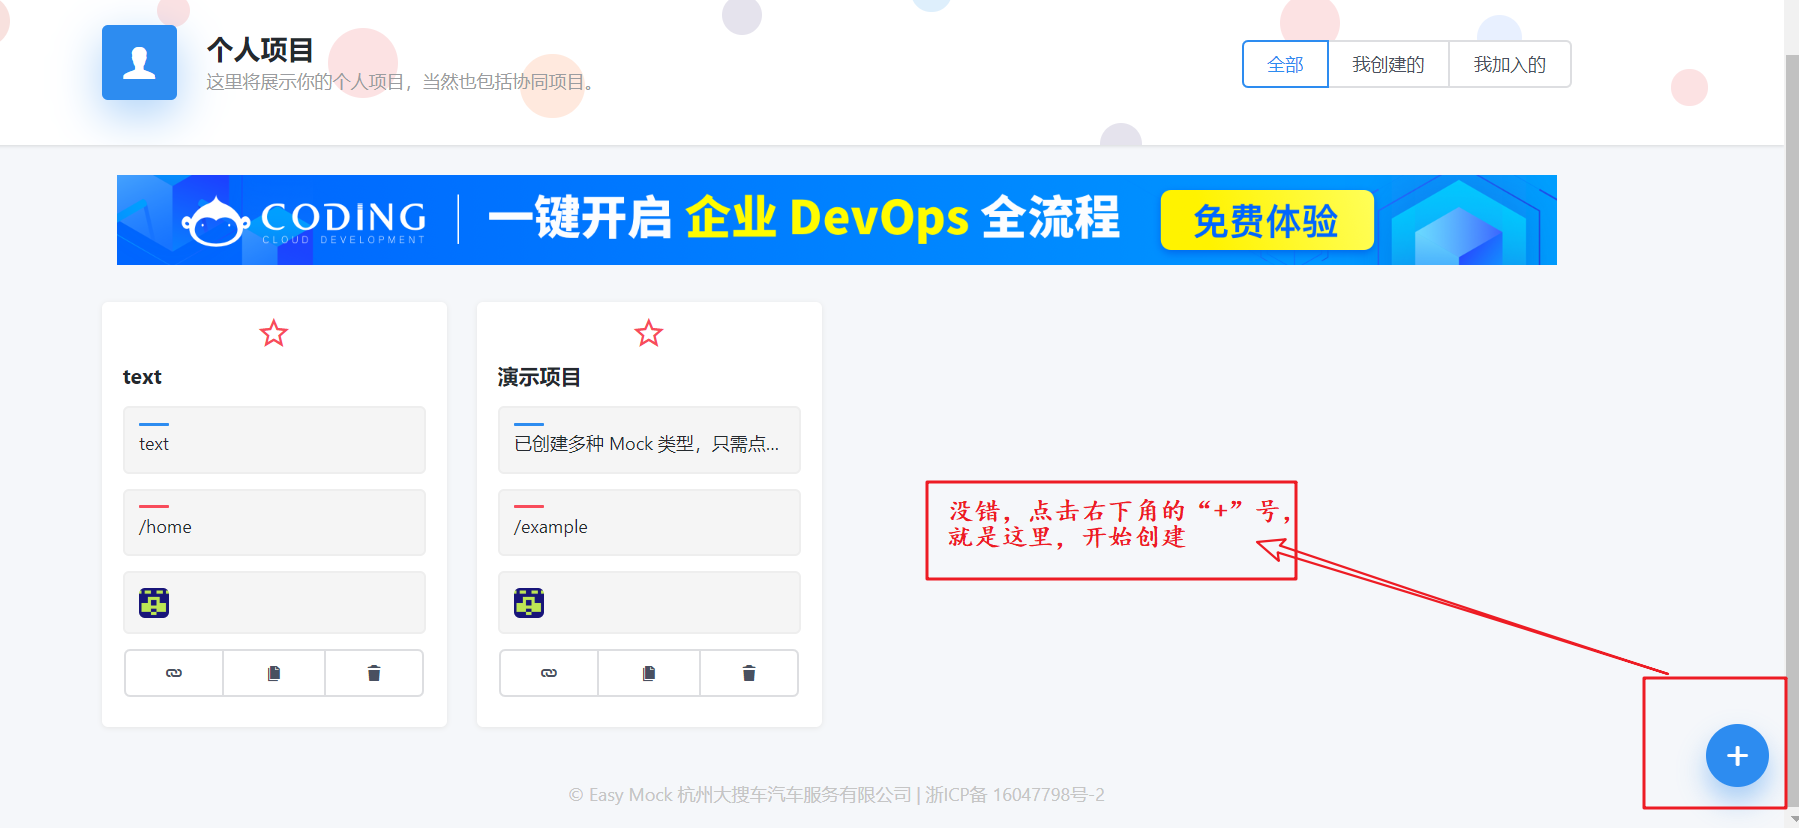 个人项目
这里将展示你的个人项目，当然也包括协同项目。
全部 我创建的 我加入的
CODING
CLOUD DEVELOPMENT
一键开启 企业 DevOps 全流程
免费体验
text
text
/home
演示项目
已创建多种 Mock 类型，只需点...
/example
没错，点击右下角的“+”号，
就是这里，开始创建
© Easy Mock 杭州大搜车汽车服务有限公司 | 浙ICP备 16047798号-2